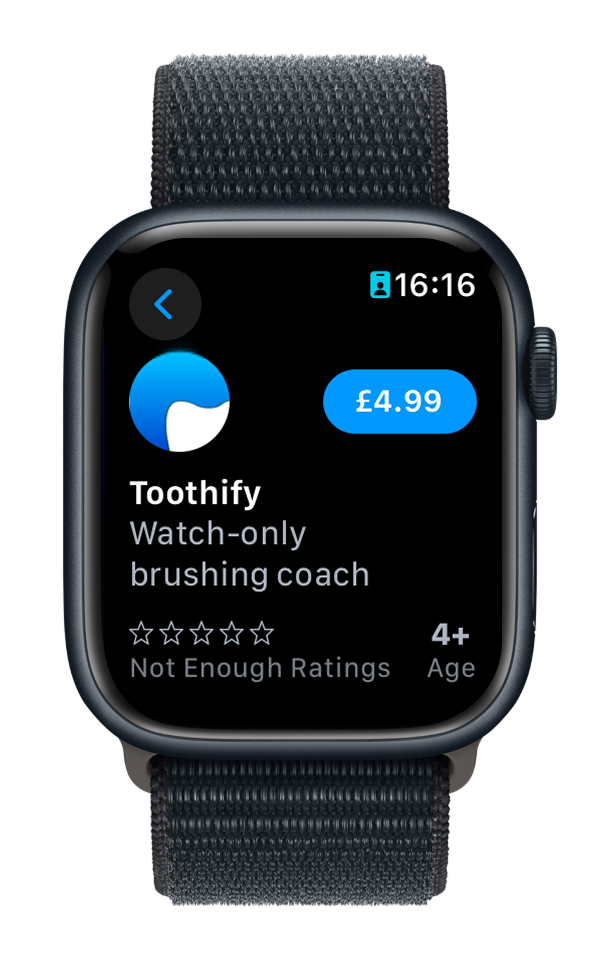 16:16
£4.99
Toothify
Watch-only
brushing coach
4+
Not Enough Ratings
Age